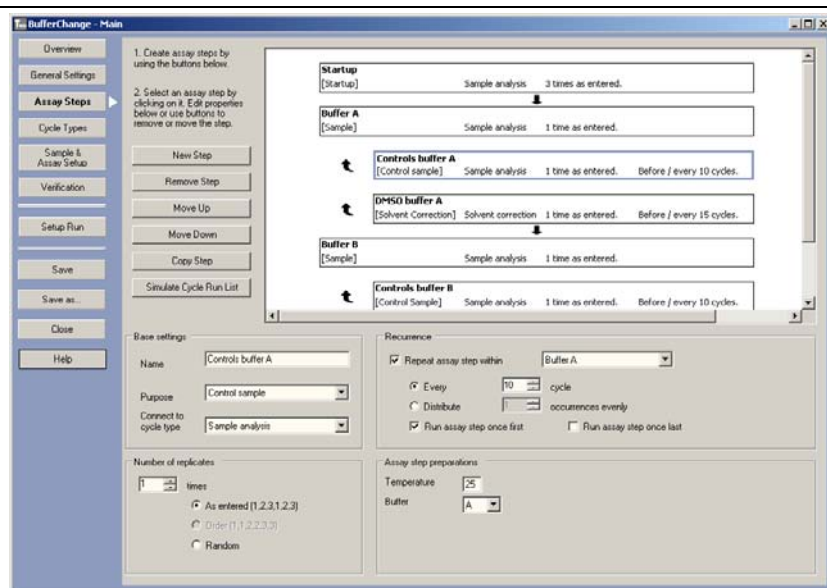 BufferChange - Main
Overview
General Settings
Assay Steps
Cycle Types
Sample &
Assay Setup
Verification
Setup Run
Save
Save as...
Close
Help
1. Create assay steps by
using the buttons below.
2. Select an assay step by
clicking on it. Edit properties
below or use buttons to
remove or move the step.
New Step
Remove Step
Move Up
Move Down
Copy Step
Simulate Cycle Run List
Startup
[Startup] Sample analysis 3 times as entered.
Buffer A
[Sample] Sample analysis 1 time as entered.
Controls buffer A
[Control sample] Sample analysis 1 time as entered. Before / every 10 cycles.
DMSO buffer A
[Solvent Correction] Solvent correction 1 time as entered. Before / every 15 cycles.
Buffer B
[Sample] Sample analysis 1 time as entered.
Controls buffer B
[Control Sample] Sample analysis 1 time as entered. Before / every 10 cycles.
Base settings
Name Controls buffer A
Purpose Control sample
Connect to
cycle type Sample analysis
Recurrence
Repeat assay step within Buffer A
Every 10 cycle
Distribute occurrences evenly
Run assay step once first Run assay step once last
Number of replicates
1 times
As entered (1,2,3,1,2,3)
Order (1,1,2,2,3,3)
Random
Assay step preparations
Temperature 25
Buffer A